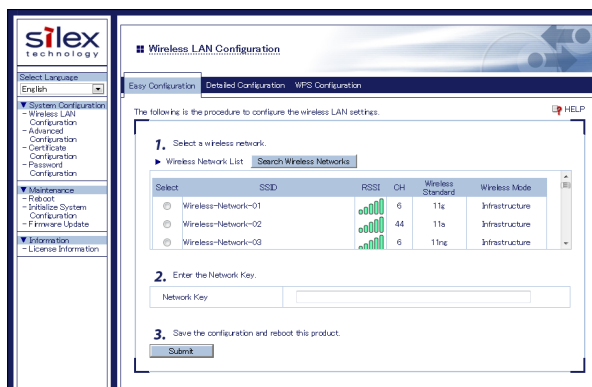 silex
technology
Select Language
English
▼ System Configuration
- Wireless LAN
Configuration
- Advanced
Configuration
- Certificate
Configuration
- Password
Configuration
▼ Maintenance
- Reboot
- Initialize System
Configuration
- Firmware Update
▼ Information
- License Information
Wireless LAN Configuration
Easy Configuration Detailed Configuration WPS Configuration
The following is the procedure to configure the wireless LAN settings.
HELP
1. Select a wireless network.
▶ Wireless Network List Search Wireless Networks
Select SSID RSSI CH Wireless Standard Wireless Mode
Wireless-Network-01 6 11g Infrastructure
Wireless-Network-02 44 11a Infrastructure
Wireless-Network-03 6 11ng Infrastructure
2. Enter the Network Key.
Network Key
3. Save the configuration and reboot this product.
Submit